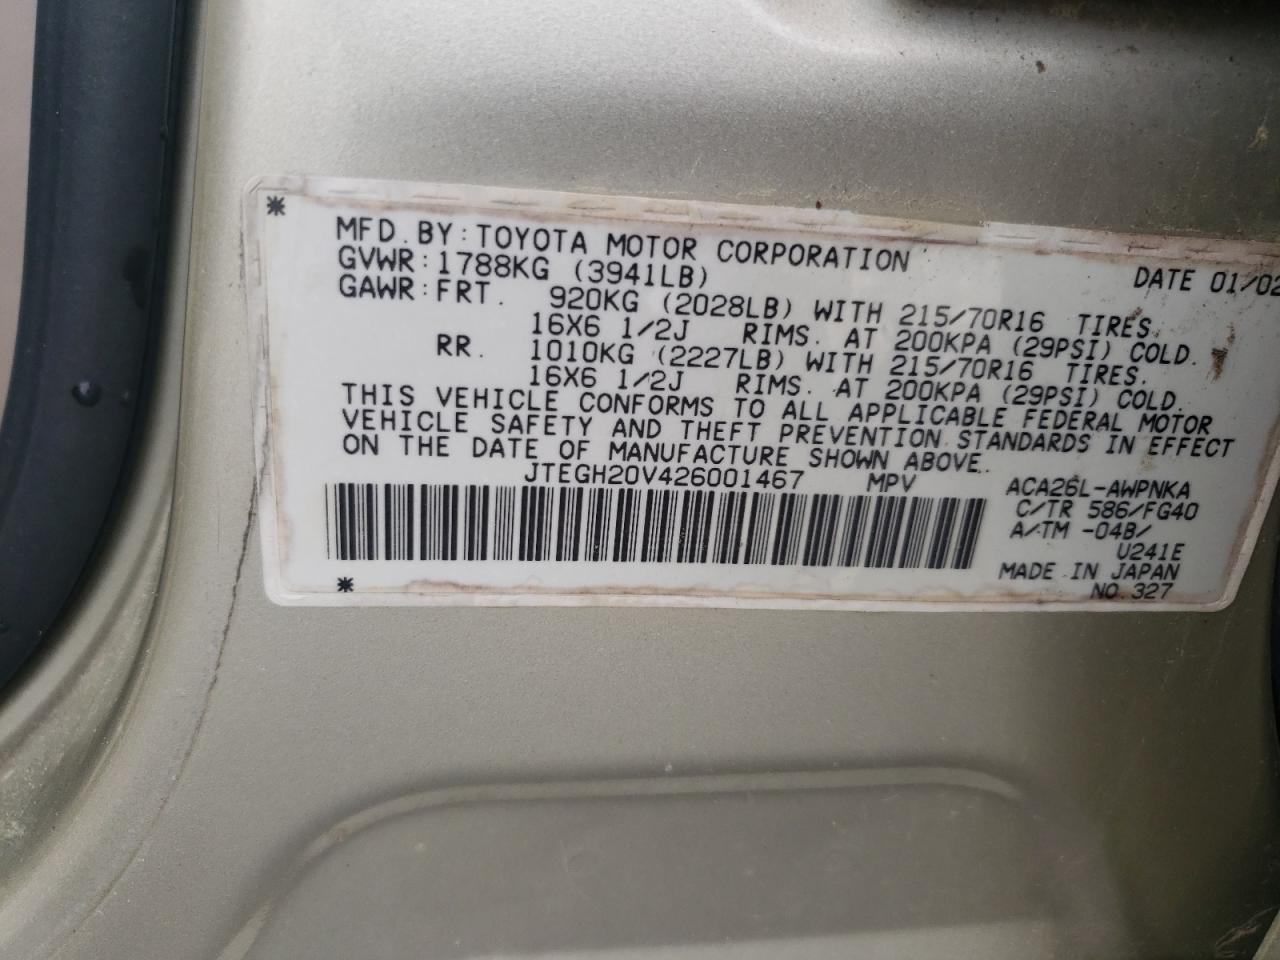 MFD. BY: TOYOTA MOTOR CORPORATION DATE 01/02
GVWR: 1788KG (3941LB)
GAWR: FRT. 920KG (2028LB) WITH 215/70R16 TIRES.
16X6 1/2J RIMS. AT 200KPA (29PSI) COLD.
RR. 1010KG (2227LB) WITH 215/70R16 TIRES.
16X6 1/2J RIMS. AT 200KPA (29PSI) COLD.
THIS VEHICLE CONFORMS TO ALL APPLICABLE FEDERAL MOTOR
VEHICLE SAFETY AND THEFT PREVENTION STANDARDS IN EFFECT
ON THE DATE OF MANUFACTURE SHOWN ABOVE.
JTEGH20V426001467 MPV
ACA26L-AWPNKA
C/TR 586/FG40
A/TM -04B/
U241E
MADE IN JAPAN
NO.327